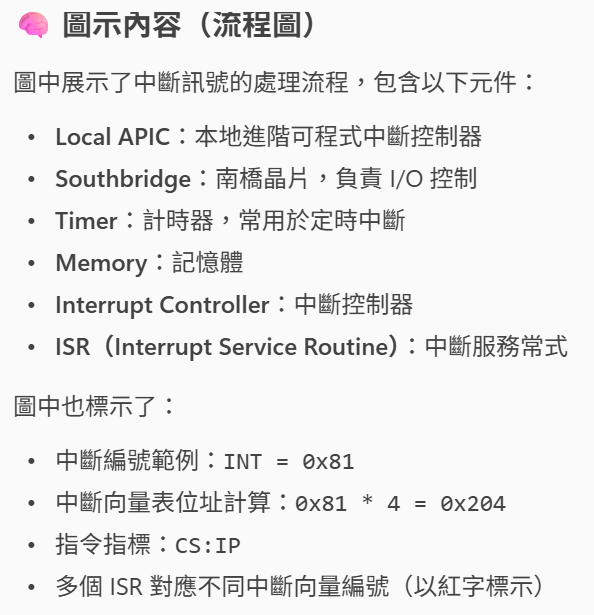 🧠 圖示內容（流程圖）
圖中展示了中斷訊號的處理流程，包含以下元件：
• Local APIC：本地進階可程式中斷控制器
• Southbridge：南橋晶片，負責 I/O 控制
• Timer：計時器，常用於定時中斷
• Memory：記憶體
• Interrupt Controller：中斷控制器
• ISR（Interrupt Service Routine）：中斷服務常式
圖中也標示了：
• 中斷編號範例：INT = 0x81
• 中斷向量表位址計算：0x81 * 4 = 0x204
• 指令指標：CS:IP
• 多個 ISR 對應不同中斷向量編號（以紅字標示）